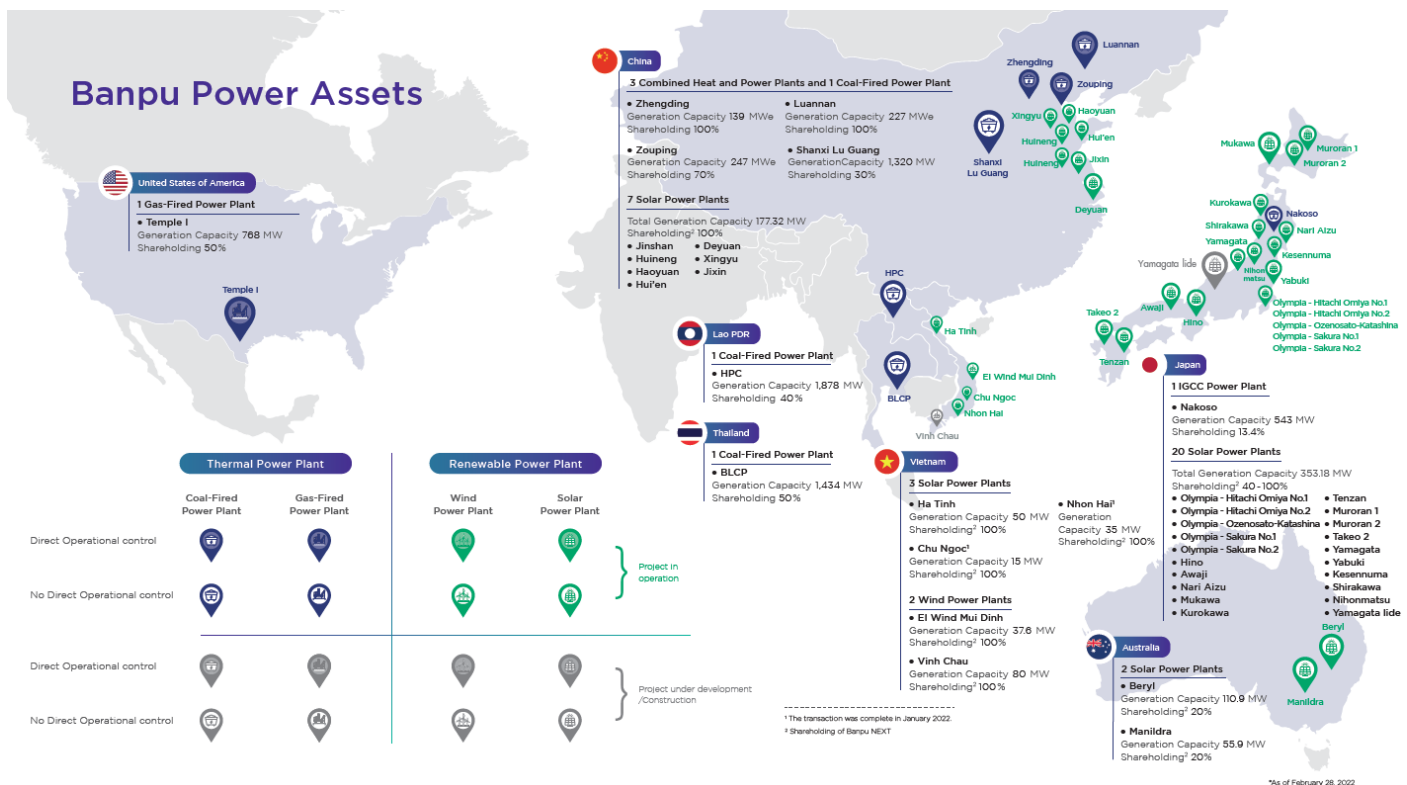 Banpu Power Assets
United States of America
1 Gas-Fired Power Plant
• Temple I
Generation Capacity 768 MW
Shareholding 50%
Temple I
China
3 Combined Heat and Power Plants and 1 Coal-Fired Power Plant
• Zhengding
Generation Capacity 139 MWe
Shareholding 100%
• Luannan
Generation Capacity 227 MWe
Shareholding 100%
• Zouping
Generation Capacity 247 MWe
Shareholding 70%
• Shanxi Lu Guang
GenerationCapacity 1,320 MW
Shareholding 30%
7 Solar Power Plants
Total Generation Capacity 177.32 MW
Shareholding² 100%
• Jinshan
• Huineng
• Haoyuan
• Hui'en
• Deyuan
• Xingyu
• Jixin
Luannan
Zhengding
Zouping
Xingyu
Haoyuan
Huineng
Hui'en
Shanxi
Lu Guang
Huineng
Jixin
Deyuan
Mukawa
Muroran 1
Muroran 2
Kurokawa
Nakoso
Shirakawa
Nari Aizu
Yamagata
Kesennuma
Yamagata Iide
Nihon
matsu
Yabuki
Awaji
Hino
Takeo 2
Tenzan
Olympia - Hitachi Omiya No.1
Olympia - Hitachi Omiya No.2
Olympia - Ozenosato-Katashina
Olympia - Sakura No.1
Olympia - Sakura No.2
HPC
Ha Tinh
BLCP
El Wind Mui Dinh
Chu Ngoc
Nhon Hai
Vinh Chau
Lao PDR
1 Coal-Fired Power Plant
• HPC
Generation Capacity 1,878 MW
Shareholding 40%
Thailand
1 Coal-Fired Power Plant
• BLCP
Generation Capacity 1,434 MW
Shareholding 50%
Vietnam
3 Solar Power Plants
• Ha Tinh
Generation Capacity 50 MW
Shareholding² 100%
• Nhon Hai¹
Generation
Capacity 35 MW
Shareholding² 100%
• Chu Ngoc¹
Generation Capacity 15 MW
Shareholding² 100%
2 Wind Power Plants
• El Wind Mui Dinh
Generation Capacity 37.6 MW
Shareholding² 100%
• Vinh Chau
Generation Capacity 80 MW
Shareholding² 100%
Japan
1 IGCC Power Plant
• Nakoso
Generation Capacity 543 MW
Shareholding 13.4%
20 Solar Power Plants
Total Generation Capacity 353.18 MW
Shareholding² 40-100%
• Olympia - Hitachi Omiya No.1
• Olympia - Hitachi Omiya No.2
• Olympia - Ozenosato-Katashina
• Olympia - Sakura No.1
• Olympia - Sakura No.2
• Hino
• Awaji
• Nari Aizu
• Mukawa
• Kurokawa
• Tenzan
• Muroran 1
• Muroran 2
• Takeo 2
• Yamagata
• Yabuki
• Kesennuma
• Shirakawa
• Nihonmatsu
• Yamagata Iide
Australia
2 Solar Power Plants
• Beryl
Generation Capacity 110.9 MW
Shareholding² 20%
• Manildra
Generation Capacity 55.9 MW
Shareholding² 20%
Beryl
Manildra
Thermal Power Plant
Renewable Power Plant
Coal-Fired
Power Plant
Gas-Fired
Power Plant
Wind
Power Plant
Solar
Power Plant
Direct Operational control
No Direct Operational control
Project in
operation
Direct Operational control
No Direct Operational control
Project under development
/Construction
¹ The transaction was complete in January 2022.
² Shareholding of Banpu NEXT
*As of February 28, 2022